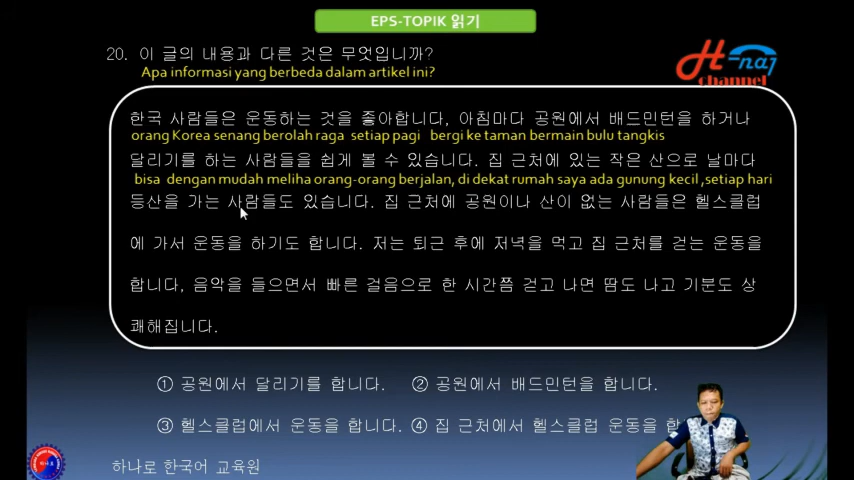 EPS-TOPIK 읽기
20. 이 글의 내용과 다른 것은 무엇입니까?
Apa informasi yang berbeda dalam artikel ini?
H-naj
channel
한국 사람들은 운동하는 것을 좋아합니다, 아침마다 공원에서 배드민턴을 하거나
orang Korea senang berolah raga setiap pagi bergi ke taman bermain bulu tangkis
달리기를 하는 사람들을 쉽게 볼 수 있습니다. 집 근처에 있는 작은 산으로 날마다
bisa dengan mudah meliha orang-orang berjalan, di dekat rumah saya ada gunung kecil ,setiap hari
등산을 가는 사람들도 있습니다. 집 근처에 공원이나 산이 없는 사람들은 헬스클럽
에 가서 운동을 하기도 합니다. 저는 퇴근 후에 저녁을 먹고 집 근처를 걷는 운동을
합니다, 음악을 들으면서 빠른 걸음으로 한 시간쯤 걷고 나면 땀도 나고 기분도 상
쾌해집니다.
① 공원에서 달리기를 합니다. ② 공원에서 배드민턴을 합니다.
③ 헬스클럽에서 운동을 합니다. ④ 집 근처에서 헬스클럽 운동을
하나로 한국어 교육원